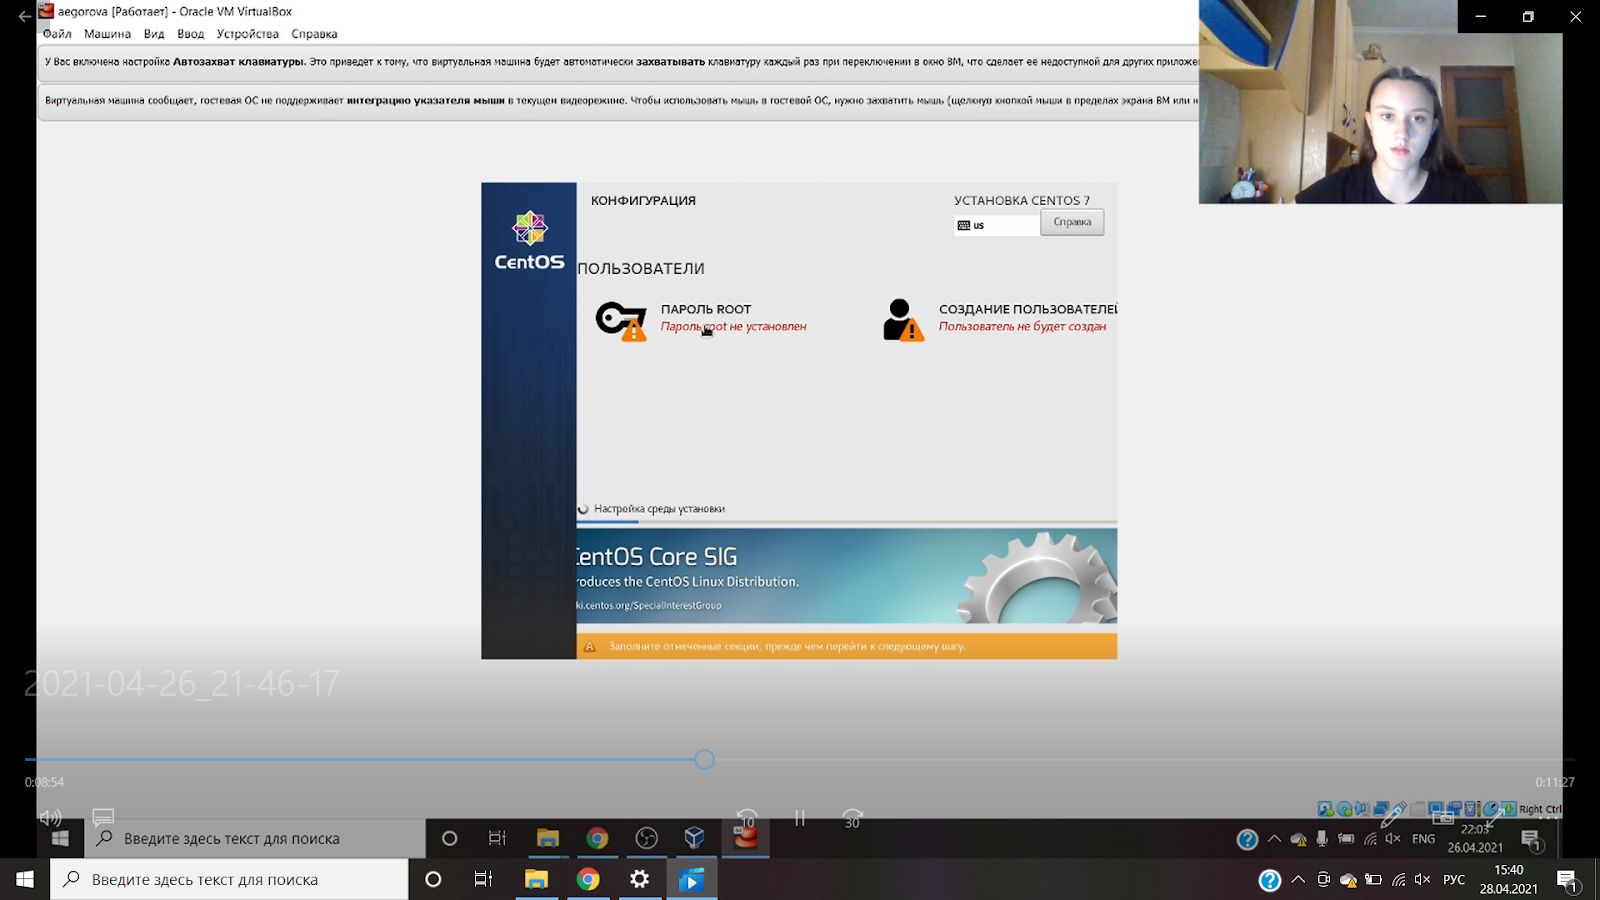 aegorova [Работает] - Oracle VM VirtualBox
Файл Машина Вид Ввод Устройства Справка
У Вас включена настройка Автозахват клавиатуры. Это приведет к тому, что виртуальная машина будет автоматически захватывать клавиатуру каждый раз при переключении в окно ВМ, что сделает ее недоступной для других приложе
Виртуальная машина сообщает, гостевая ОС не поддерживает интеграцию указателя мыши в текущем видеорежине. Чтобы использовать мышь в гостевой ОС, нужно захватить мышь (щелкнув кнопкой мыши в пределах экрана ВМ или н
КОНФИГУРАЦИЯ
УСТАНОВКА CENTOS 7
us
Справка
CentOS
ПОЛЬЗОВАТЕЛИ
ПАРОЛЬ ROOT
Пароль root не установлен
СОЗДАНИЕ ПОЛЬЗОВАТЕЛЕЙ
Пользователь не будет создан
Настройка среды установки
CentOS Core SIG
roduces the CentOS Linux Distribution.
ki.centos.org/SpecialInterestGroup
Заполните отмеченные секции, прежде чем перейти к следующему шагу.
2021-04-26_21-46-17
0:08:54
0:11:27
10
30
Right Ctrl
Введите здесь текст для поиска
ENG
22:03
26.04.2021
1
Введите здесь текст для поиска
РУС
15:40
28.04.2021
1